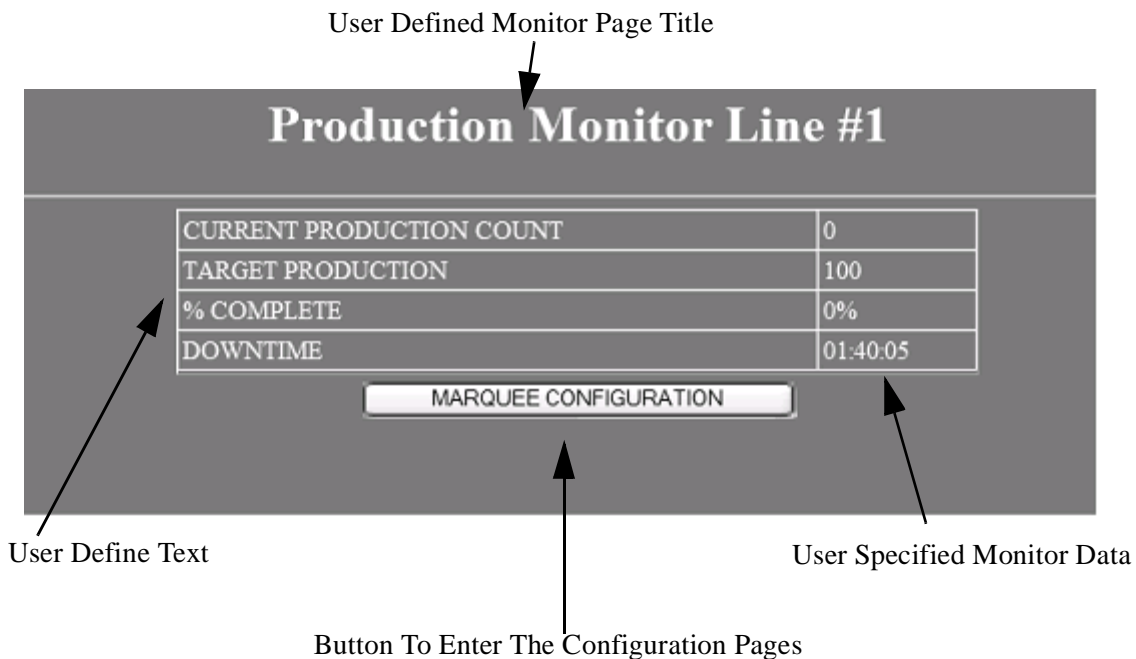 User Defined Monitor Page Title
Production Monitor Line #1
CURRENT PRODUCTION COUNT 0
TARGET PRODUCTION 100
% COMPLETE 0%
DOWNTIME 01:40:05
MARQUEE CONFIGURATION
User Define Text
User Specified Monitor Data
Button To Enter The Configuration Pages